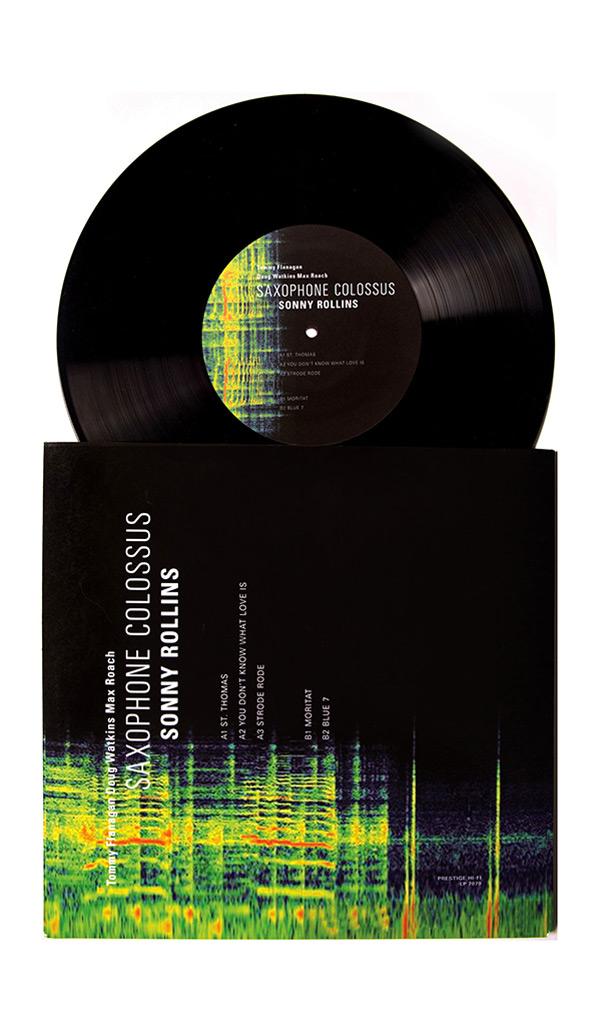 Tommy Flanagan
Doug Watkins Max Roach
SAXOPHONE COLOSSUS
SONNY ROLLINS
A1 ST. THOMAS
A2 YOU DON'T KNOW WHAT LOVE IS
A3 STRODE RODE
B1 MORITAT
B2 BLUE 7
Tommy Flanagan Doug Watkins Max Roach
SAXOPHONE COLOSSUS
SONNY ROLLINS
A1 ST. THOMAS
A2 YOU DON'T KNOW WHAT LOVE IS
A3 STRODE RODE
B1 MORITAT
B2 BLUE 7
PRESTIGE HI-FI
LP 7079